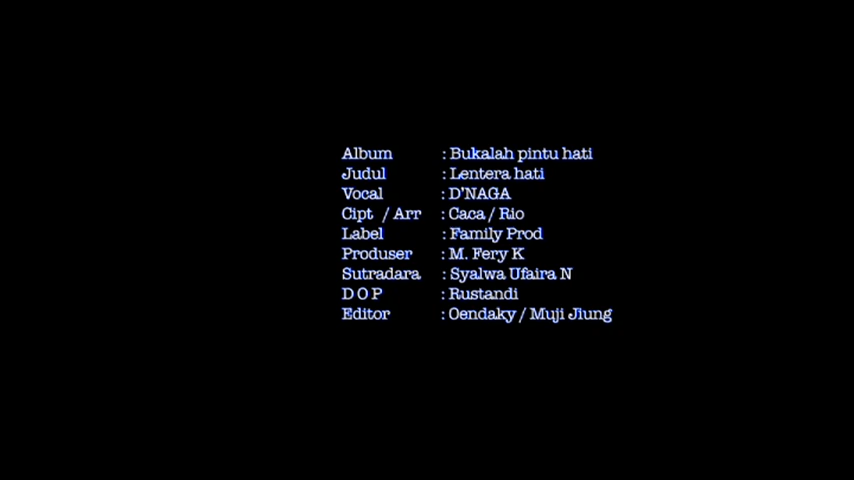 Album : Bukalah pintu hati
Judul : Lentera hati
Vocal : D'NAGA
Cipt / Arr : Caca / Rio
Label : Family Prod
Produser : M. Fery K
Sutradara : Syalwa Ufaira N
D O P : Rustandi
Editor : Oendaky / Muji Jiung